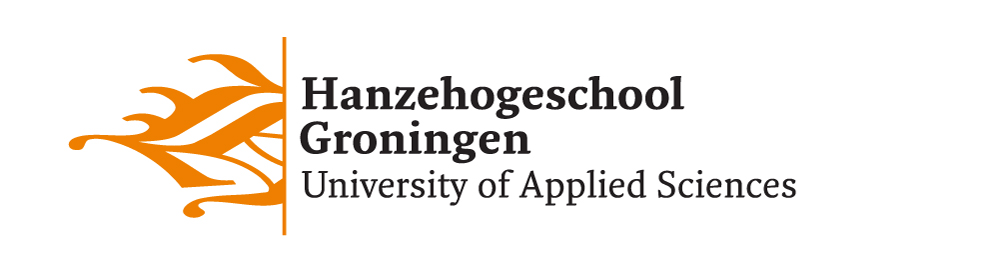 Hanzehogeschool
Groningen
University of Applied Sciences